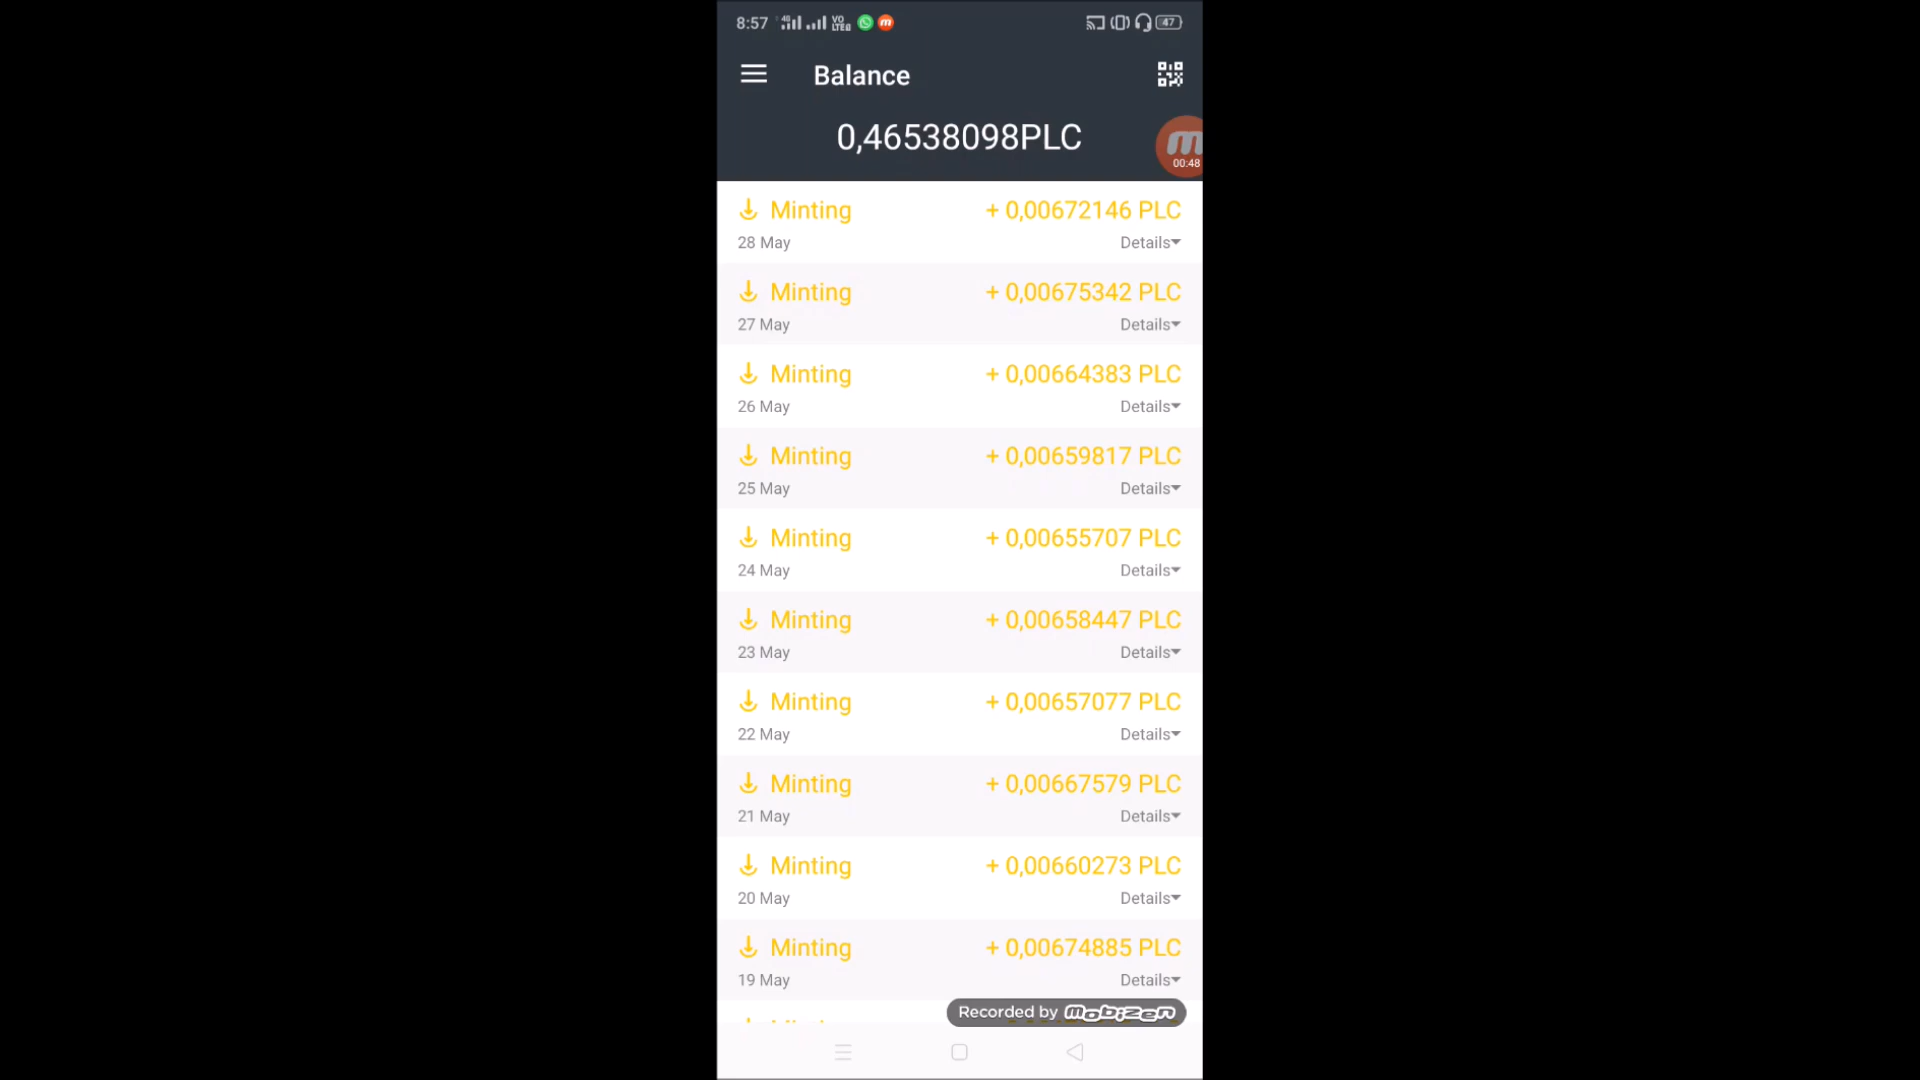 8:57 4G VO LTE 47
Balance
0,46538098PLC
00:48
Minting + 0,00672146 PLC
28 May Details
Minting + 0,00675342 PLC
27 May Details
Minting + 0,00664383 PLC
26 May Details
Minting + 0,00659817 PLC
25 May Details
Minting + 0,00655707 PLC
24 May Details
Minting + 0,00658447 PLC
23 May Details
Minting + 0,00657077 PLC
22 May Details
Minting + 0,00667579 PLC
21 May Details
Minting + 0,00660273 PLC
20 May Details
Minting + 0,00674885 PLC
19 May Details
Recorded by mobizen